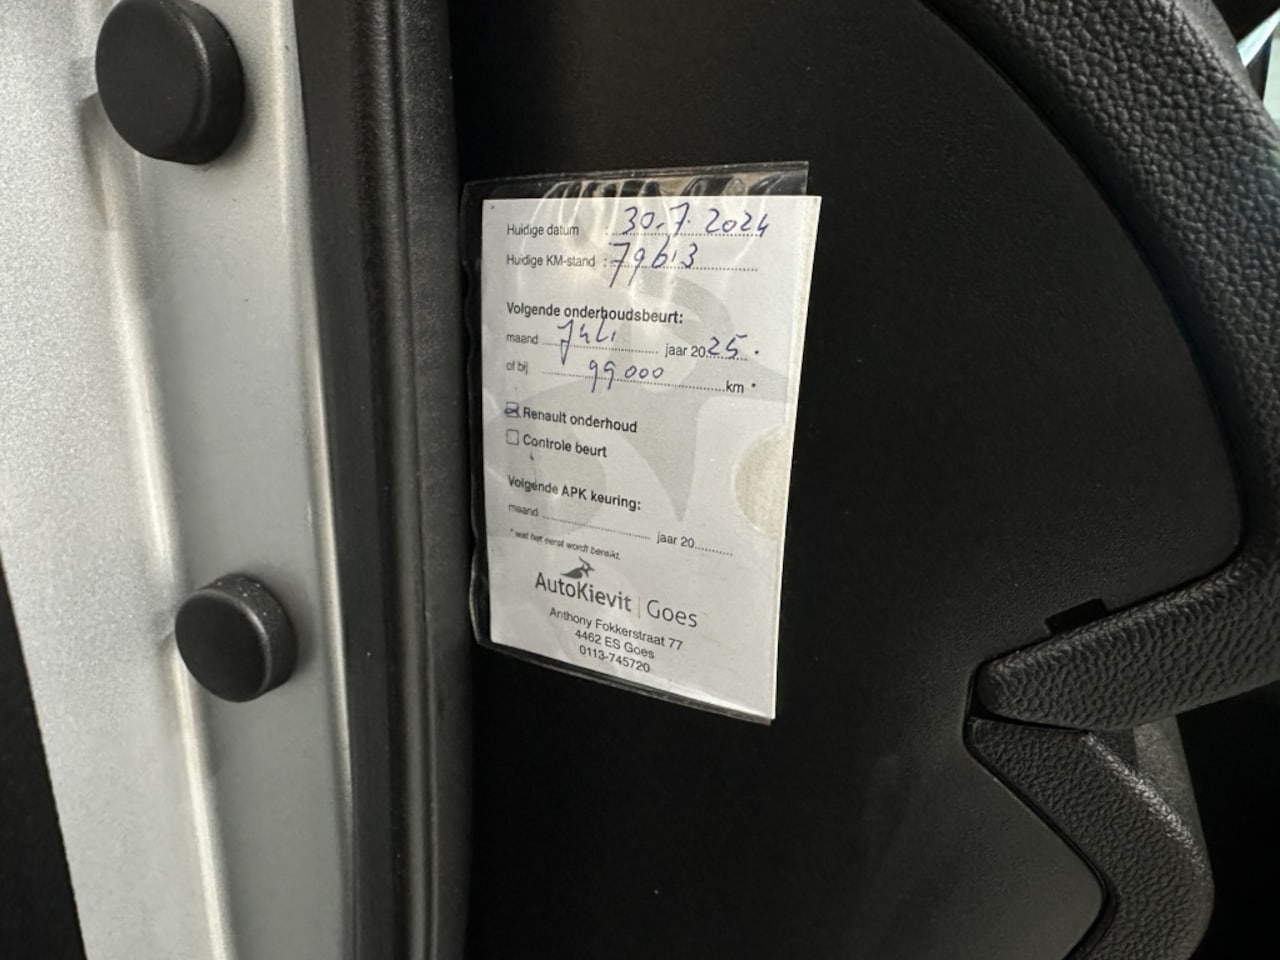 Huidige datum : 30.7.2024
Huidige KM-stand : 79613
Volgende onderhoudsbeurt:
maand Juli jaar 2025 *
of bij 99000 km *
Renault onderhoud
Controle beurt
Volgende APK keuring:
maand jaar 20
* wat het eerst wordt bereikt.
AutoKievit | Goes
Anthony Fokkerstraat 77
4462 ES Goes
0113-745720